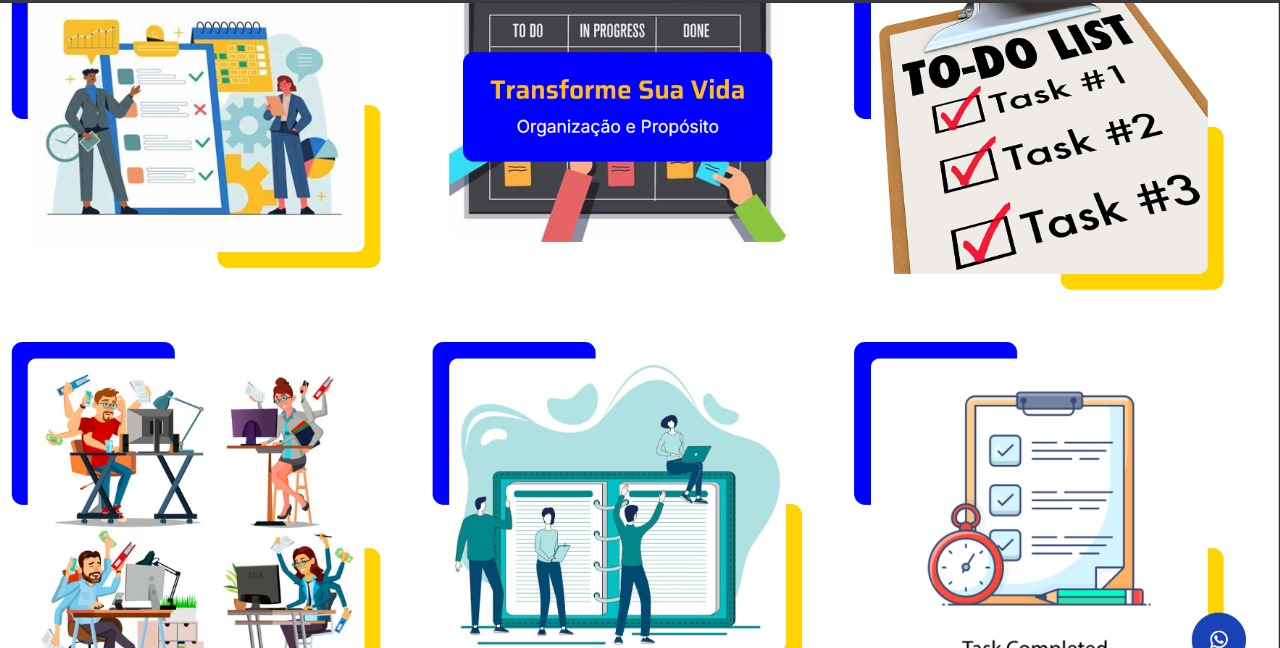 TO DO
IN PROGRESS
DONE
Transforme Sua Vida
Organização e Propósito
TO-DO LIST
Task #1
Task #2
Task #3
Task Completed